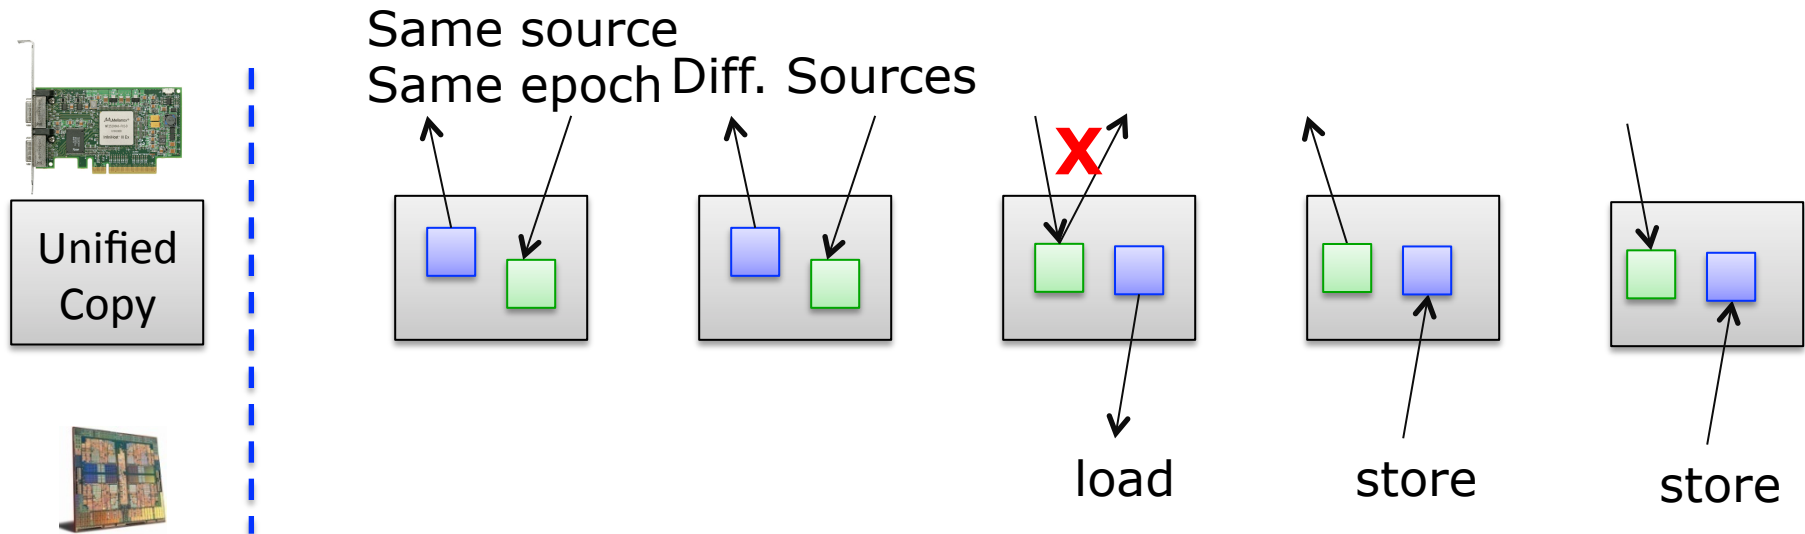 Same source
Same epoch
Diff. Sources
X
Unified
Copy
load
store
store